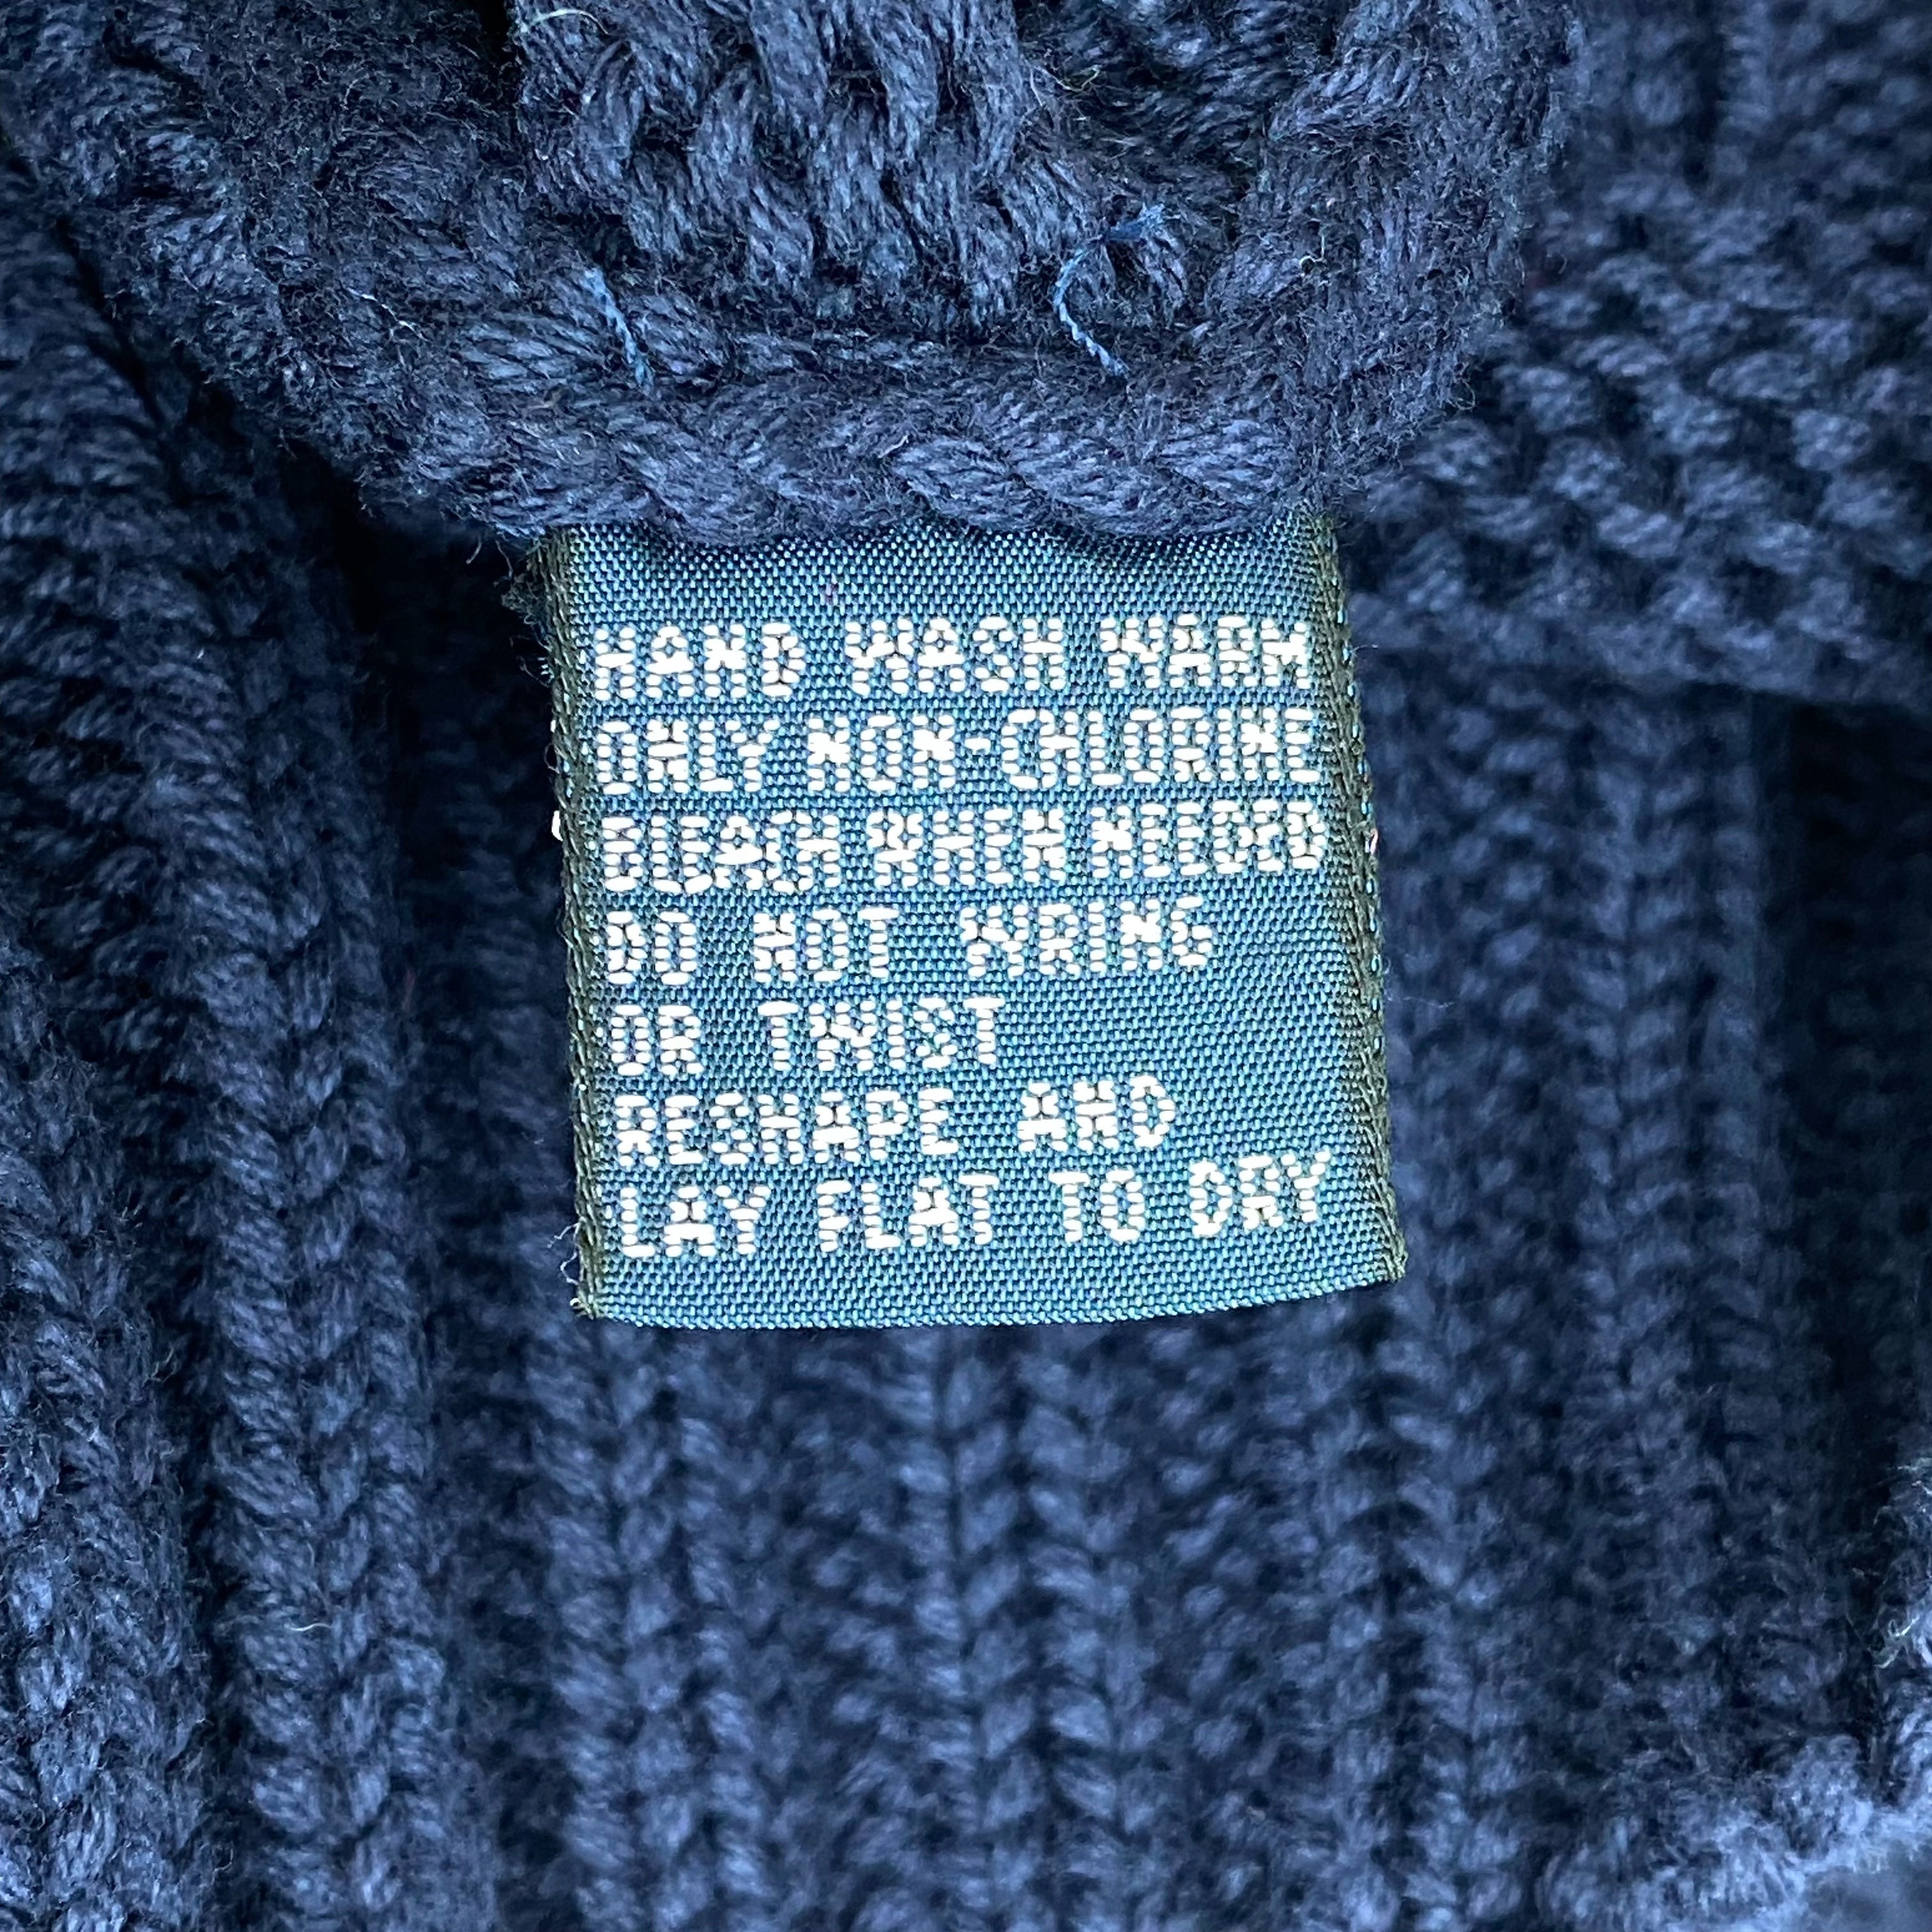 HAND WASH WARM
ONLY NON-CHLORINE
BLEACH WHEN NEEDED
DO NOT WRING
OR TWIST
RESHAPE AND
LAY FLAT TO DRY